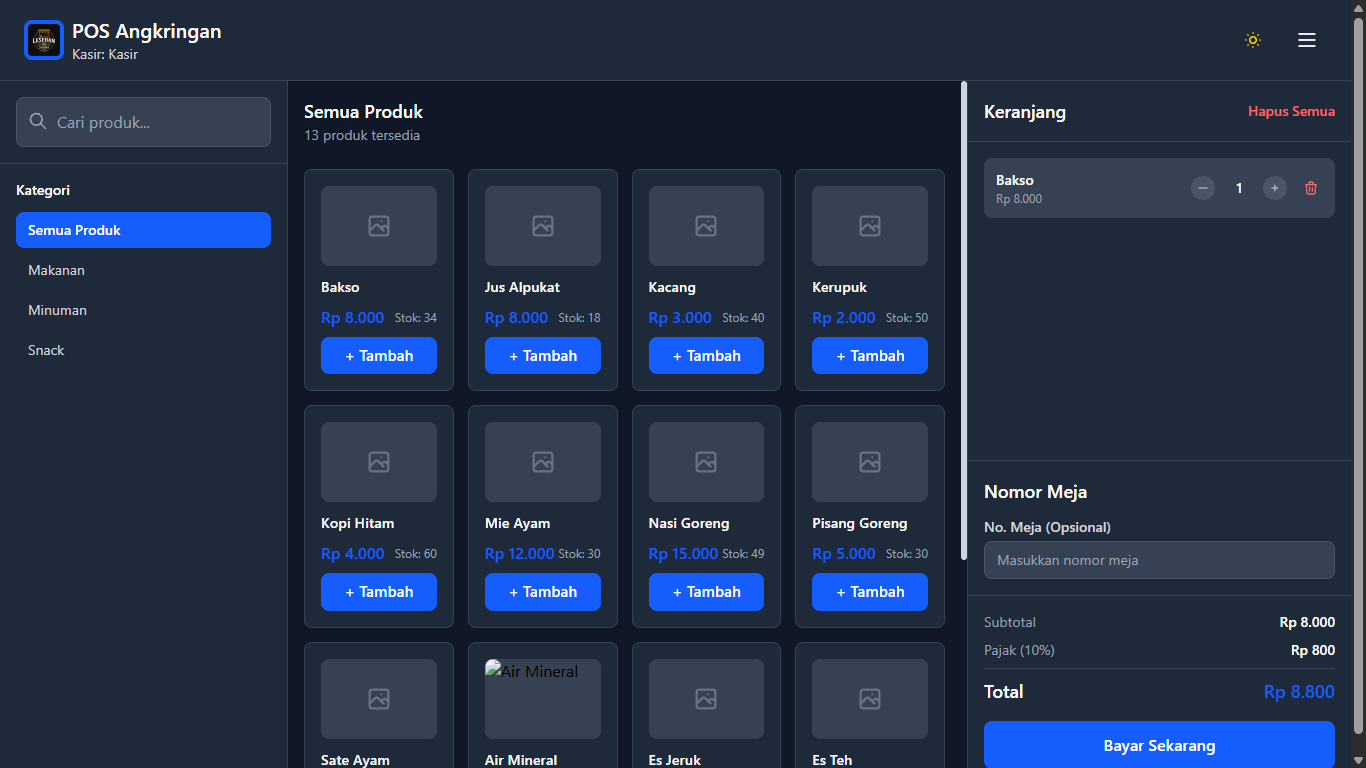 LESEHAN
POS Angkringan
Kasir: Kasir
Cari produk...
Kategori
Semua Produk
Makanan
Minuman
Snack
Semua Produk
13 produk tersedia
Bakso
Rp 8.000 Stok: 34
+ Tambah
Jus Alpukat
Rp 8.000 Stok: 18
+ Tambah
Kacang
Rp 3.000 Stok: 40
+ Tambah
Kerupuk
Rp 2.000 Stok: 50
+ Tambah
Kopi Hitam
Rp 4.000 Stok: 60
+ Tambah
Mie Ayam
Rp 12.000 Stok: 30
+ Tambah
Nasi Goreng
Rp 15.000 Stok: 49
+ Tambah
Pisang Goreng
Rp 5.000 Stok: 30
+ Tambah
Sate Ayam
Air Mineral
Air Mineral
Es Jeruk
Es Teh
Keranjang
Hapus Semua
Bakso
Rp 8.000
1
Nomor Meja
No. Meja (Opsional)
Masukkan nomor meja
Subtotal Rp 8.000
Pajak (10%) Rp 800
Total Rp 8.800
Bayar Sekarang